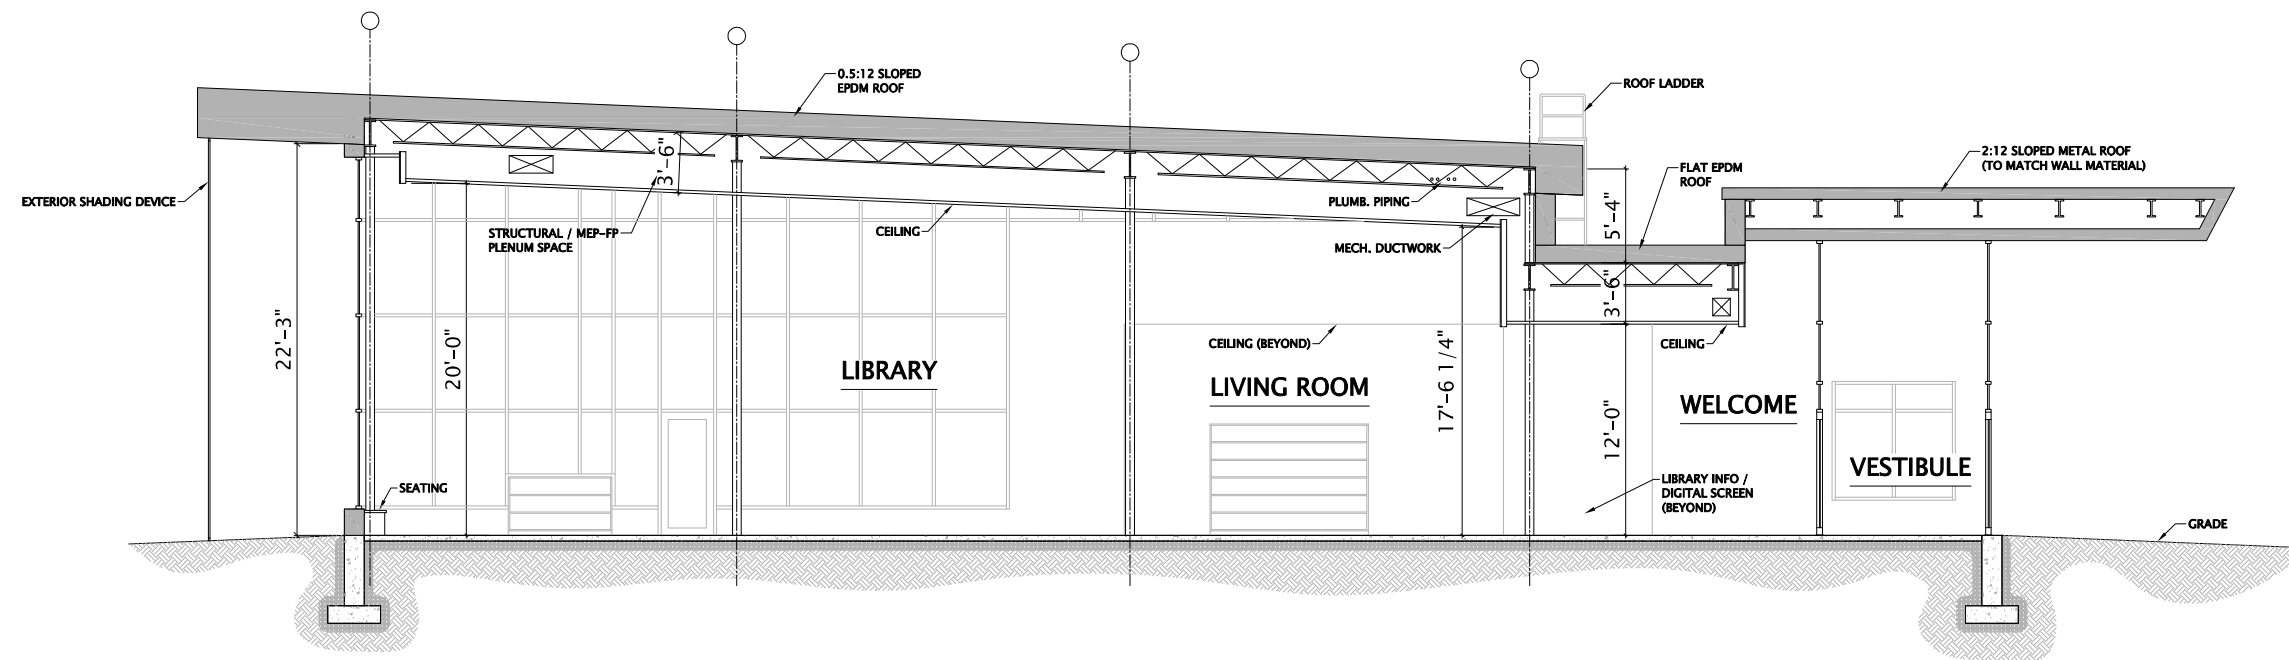 0.5:12 SLOPED
EPDM ROOF
ROOF LADDER
2:12 SLOPED METAL ROOF
(TO MATCH WALL MATERIAL)
FLAT EPDM
ROOF
3'-6"
EXTERIOR SHADING DEVICE
PLUMB. PIPING
STRUCTURAL / MEP-FP
PLENUM SPACE
CEILING
MECH. DUCTWORK
5'-4"
3'-6"
22'-3"
20'-0"
CEILING (BEYOND)
CEILING
17'-6 1/4"
LIBRARY
LIVING ROOM
WELCOME
12'-0"
VESTIBULE
SEATING
LIBRARY INFO /
DIGITAL SCREEN
(BEYOND)
GRADE